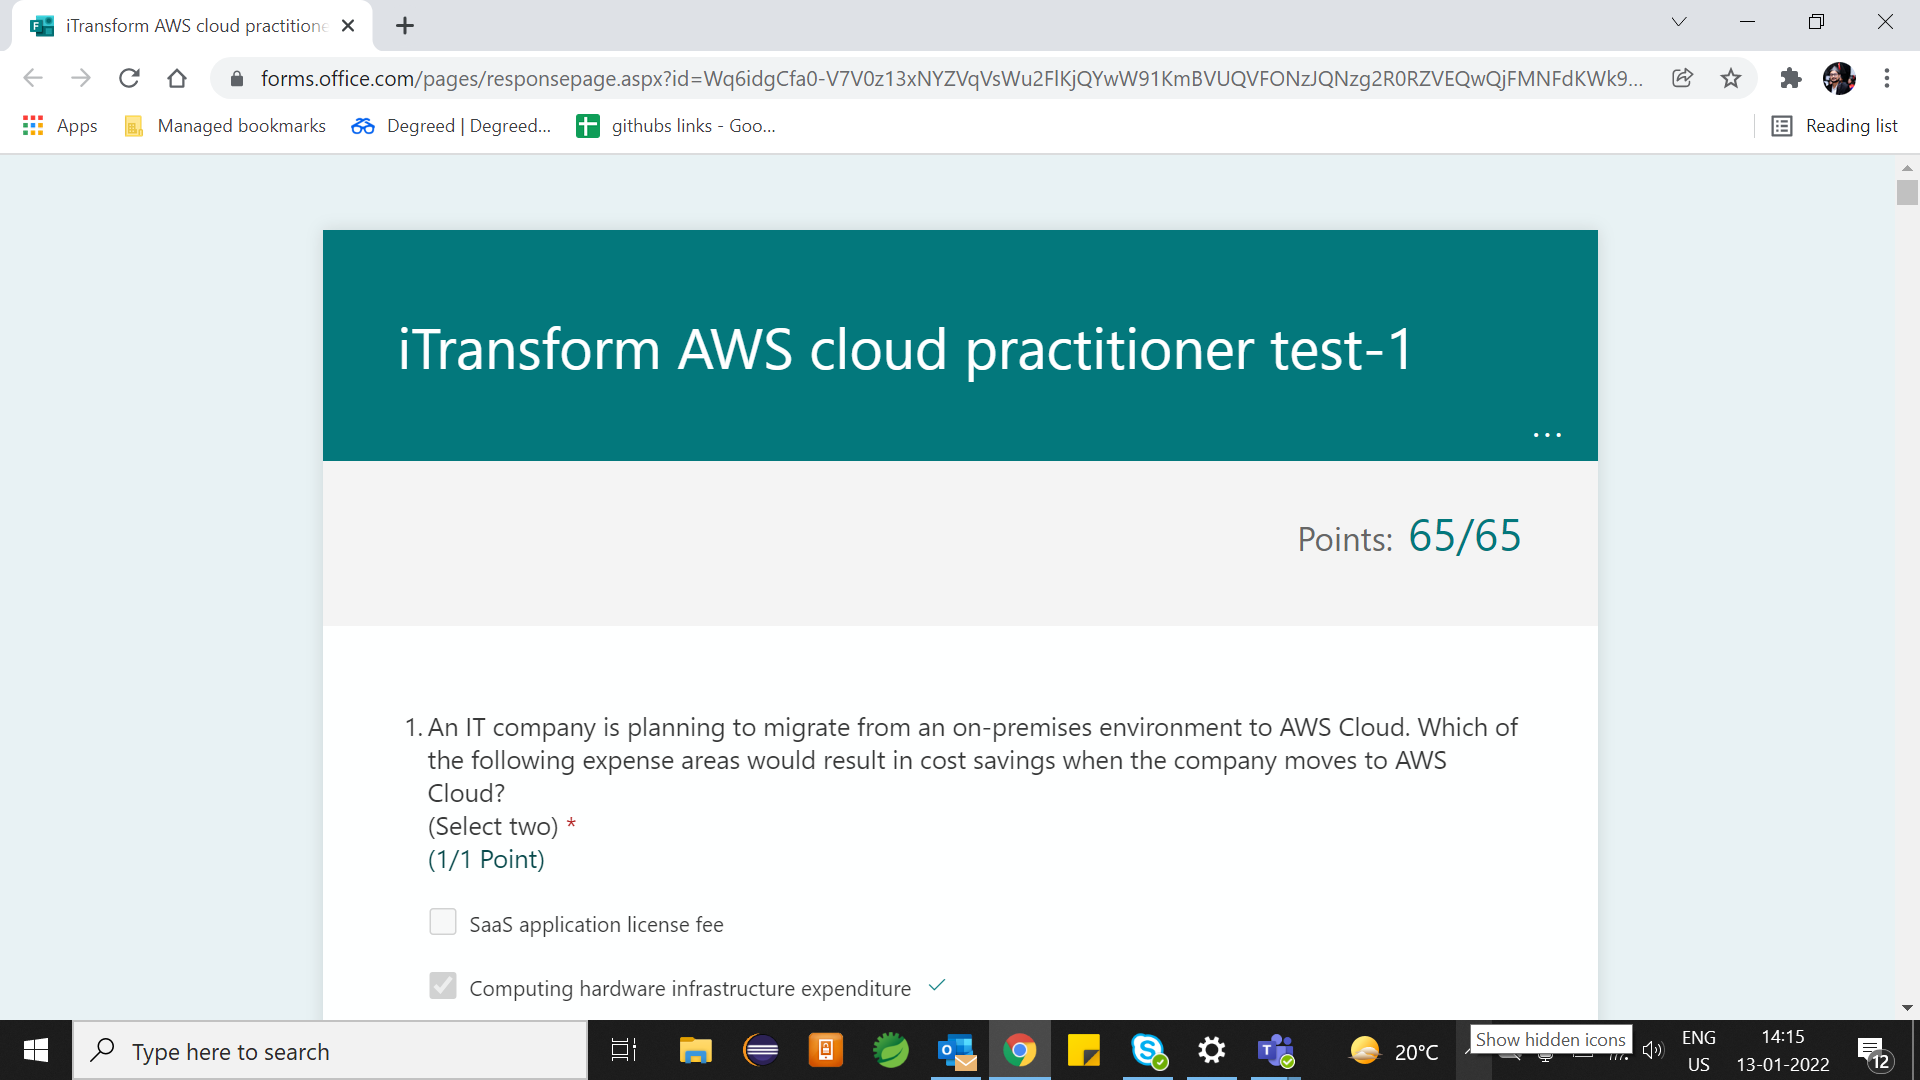 iTransform AWS cloud practitione
forms.office.com/pages/responsepage.aspx?id=Wq6idgCfa0-V7V0z13xNYZVqVsWu2FlKjQYwW91KmBVUQVFONzJQNzg2R0RZVEQwQjFMNFdKWk9...
Apps
Managed bookmarks
Degreed | Degreed...
githubs links - Goo...
Reading list
iTransform AWS cloud practitioner test-1
...
Points: 65/65
1. An IT company is planning to migrate from an on-premises environment to AWS Cloud. Which of
the following expense areas would result in cost savings when the company moves to AWS
Cloud?
(Select two) *
(1/1 Point)
SaaS application license fee
Computing hardware infrastructure expenditure
Type here to search
20°C
Show hidden icons
ENG
US
14:15
13-01-2022
12